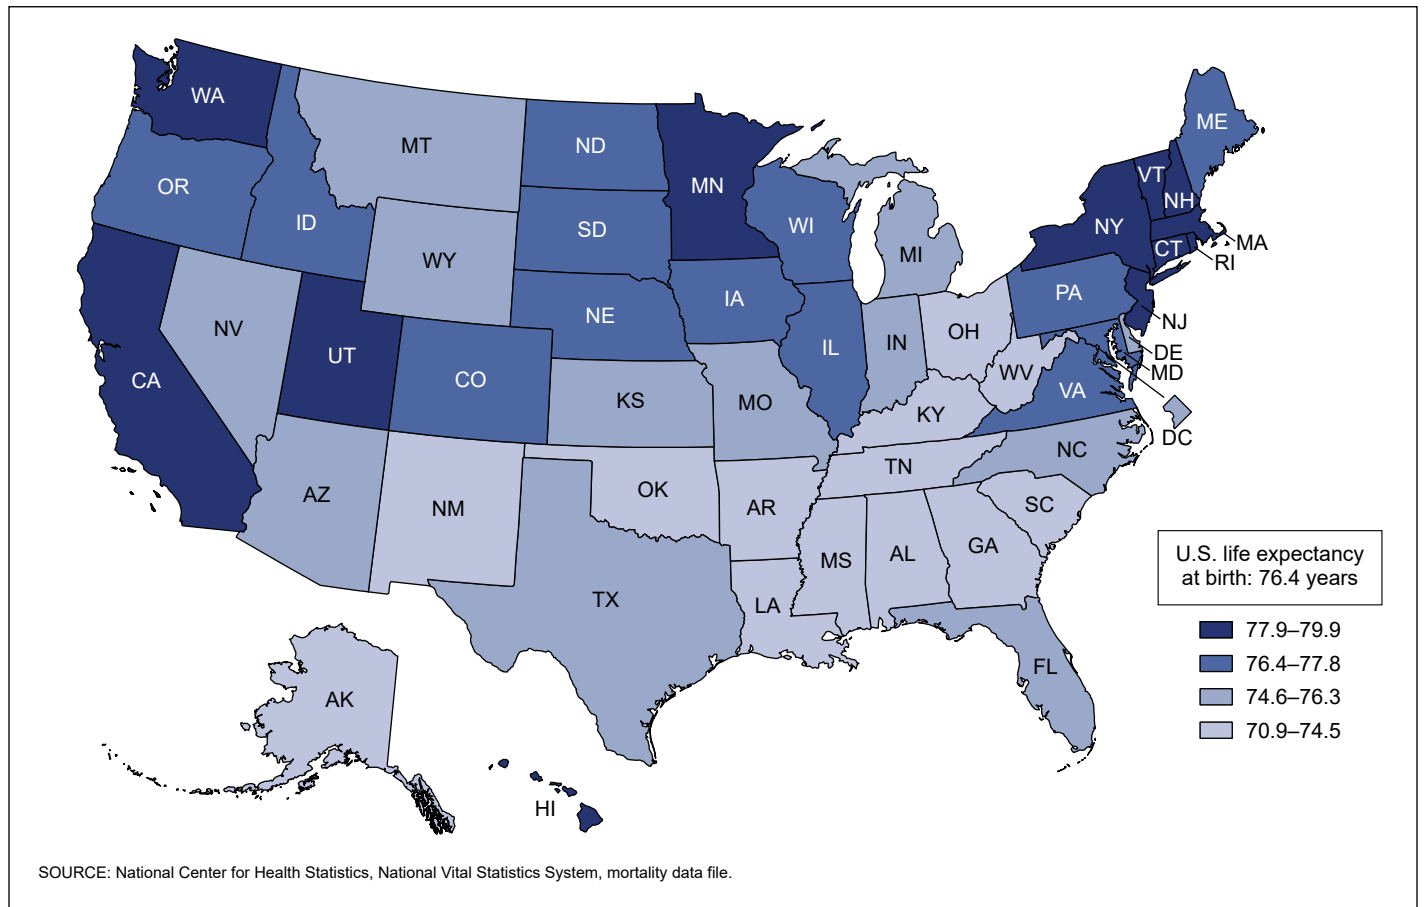 WA
MT
ND
MN
ME
OR
ID
SD
WI
VT
NH
NY
MA
CT
RI
WY
MI
IA
PA
NE
NV
UT
CO
IL
IN
OH
NJ
DE
MD
CA
KS
MO
WV
VA
KY
DC
NC
TN
AZ
NM
OK
AR
SC
MS
AL
GA
TX
LA
FL
AK
HI
U.S. life expectancy
at birth: 76.4 years
77.9–79.9
76.4–77.8
74.6–76.3
70.9–74.5
SOURCE: National Center for Health Statistics, National Vital Statistics System, mortality data file.